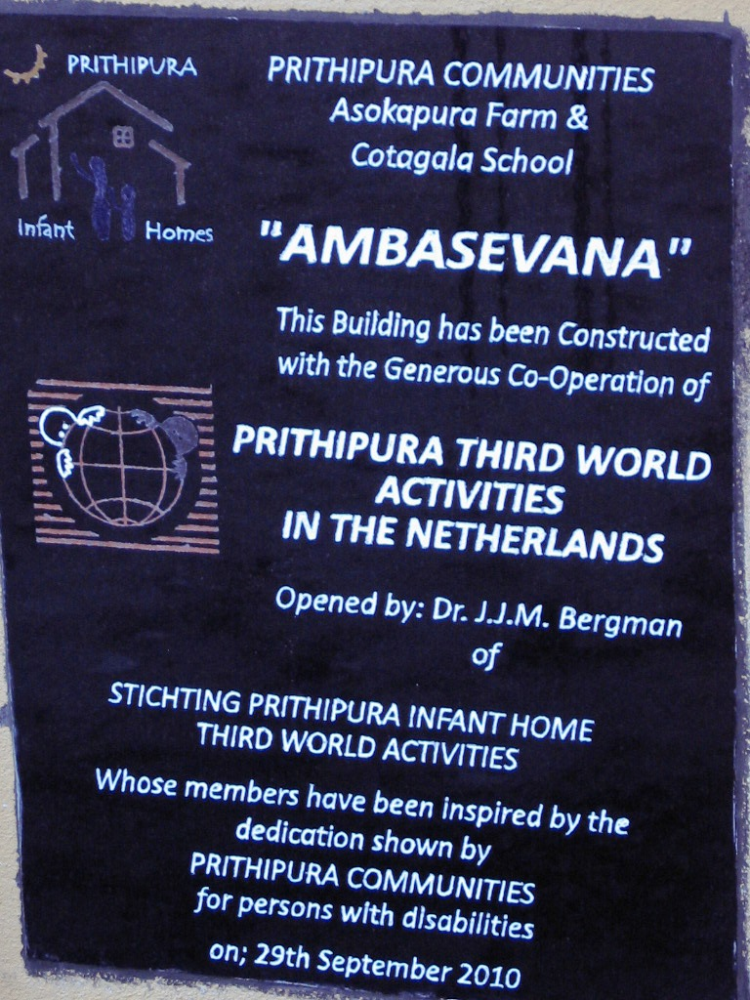 PRITHIPURA
Infant Homes
PRITHIPURA COMMUNITIES
Asokapura Farm &
Cotagala School
"AMBASEVANA"
This Building has been Constructed
with the Generous Co-Operation of
PRITHIPURA THIRD WORLD
ACTIVITIES
IN THE NETHERLANDS
Opened by: Dr. J.J.M. Bergman
of
STICHTING PRITHIPURA INFANT HOME
THIRD WORLD ACTIVITIES
Whose members have been inspired by the
dedication shown by
PRITHIPURA COMMUNITIES
for persons with disabilities
on; 29th September 2010